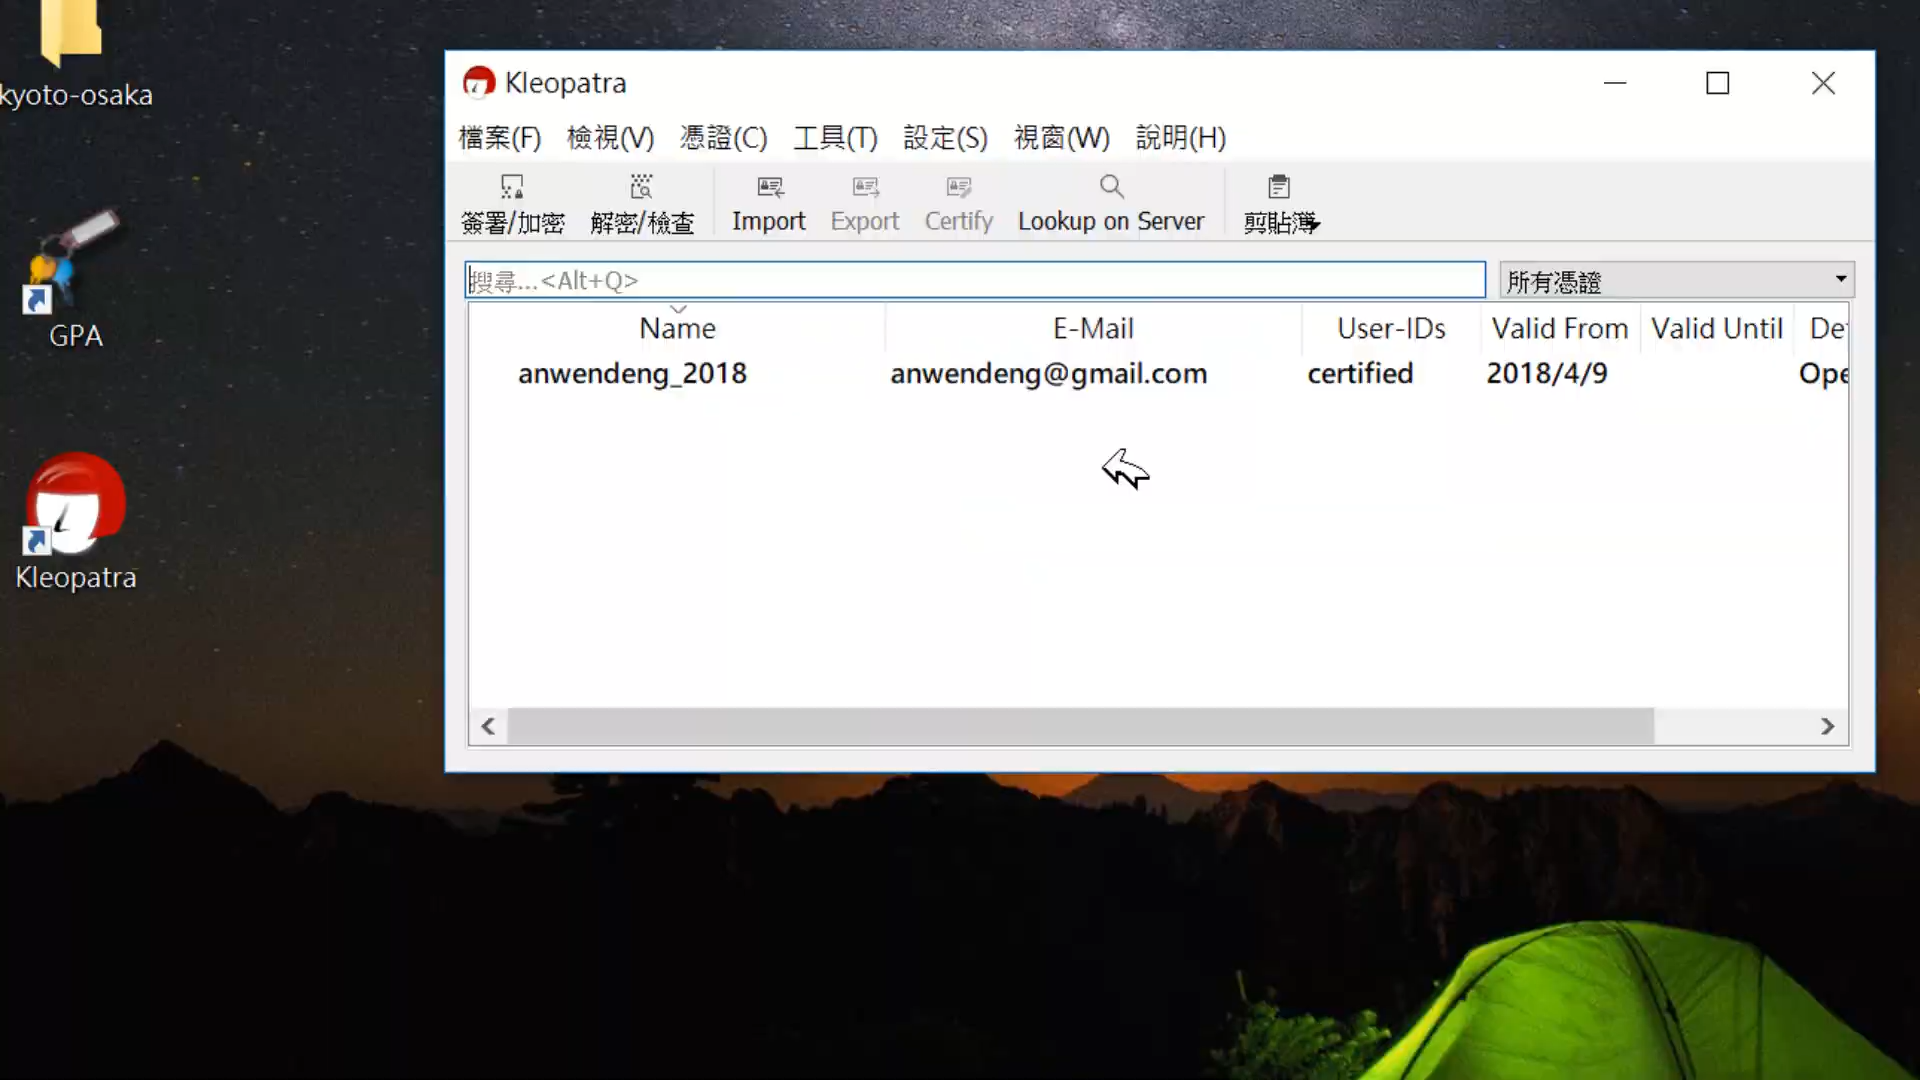 kyoto-osaka
GPA
Kleopatra
Kleopatra
檔案(F) 檢視(V) 憑證(C) 工具(T) 設定(S) 視窗(W) 說明(H)
簽署/加密 解密/檢查 Import Export Certify Lookup on Server 剪貼簿
搜尋...<Alt+Q> 所有憑證
Name E-Mail User-IDs Valid From Valid Until De
anwendeng_2018 anwendeng@gmail.com certified 2018/4/9 Ope